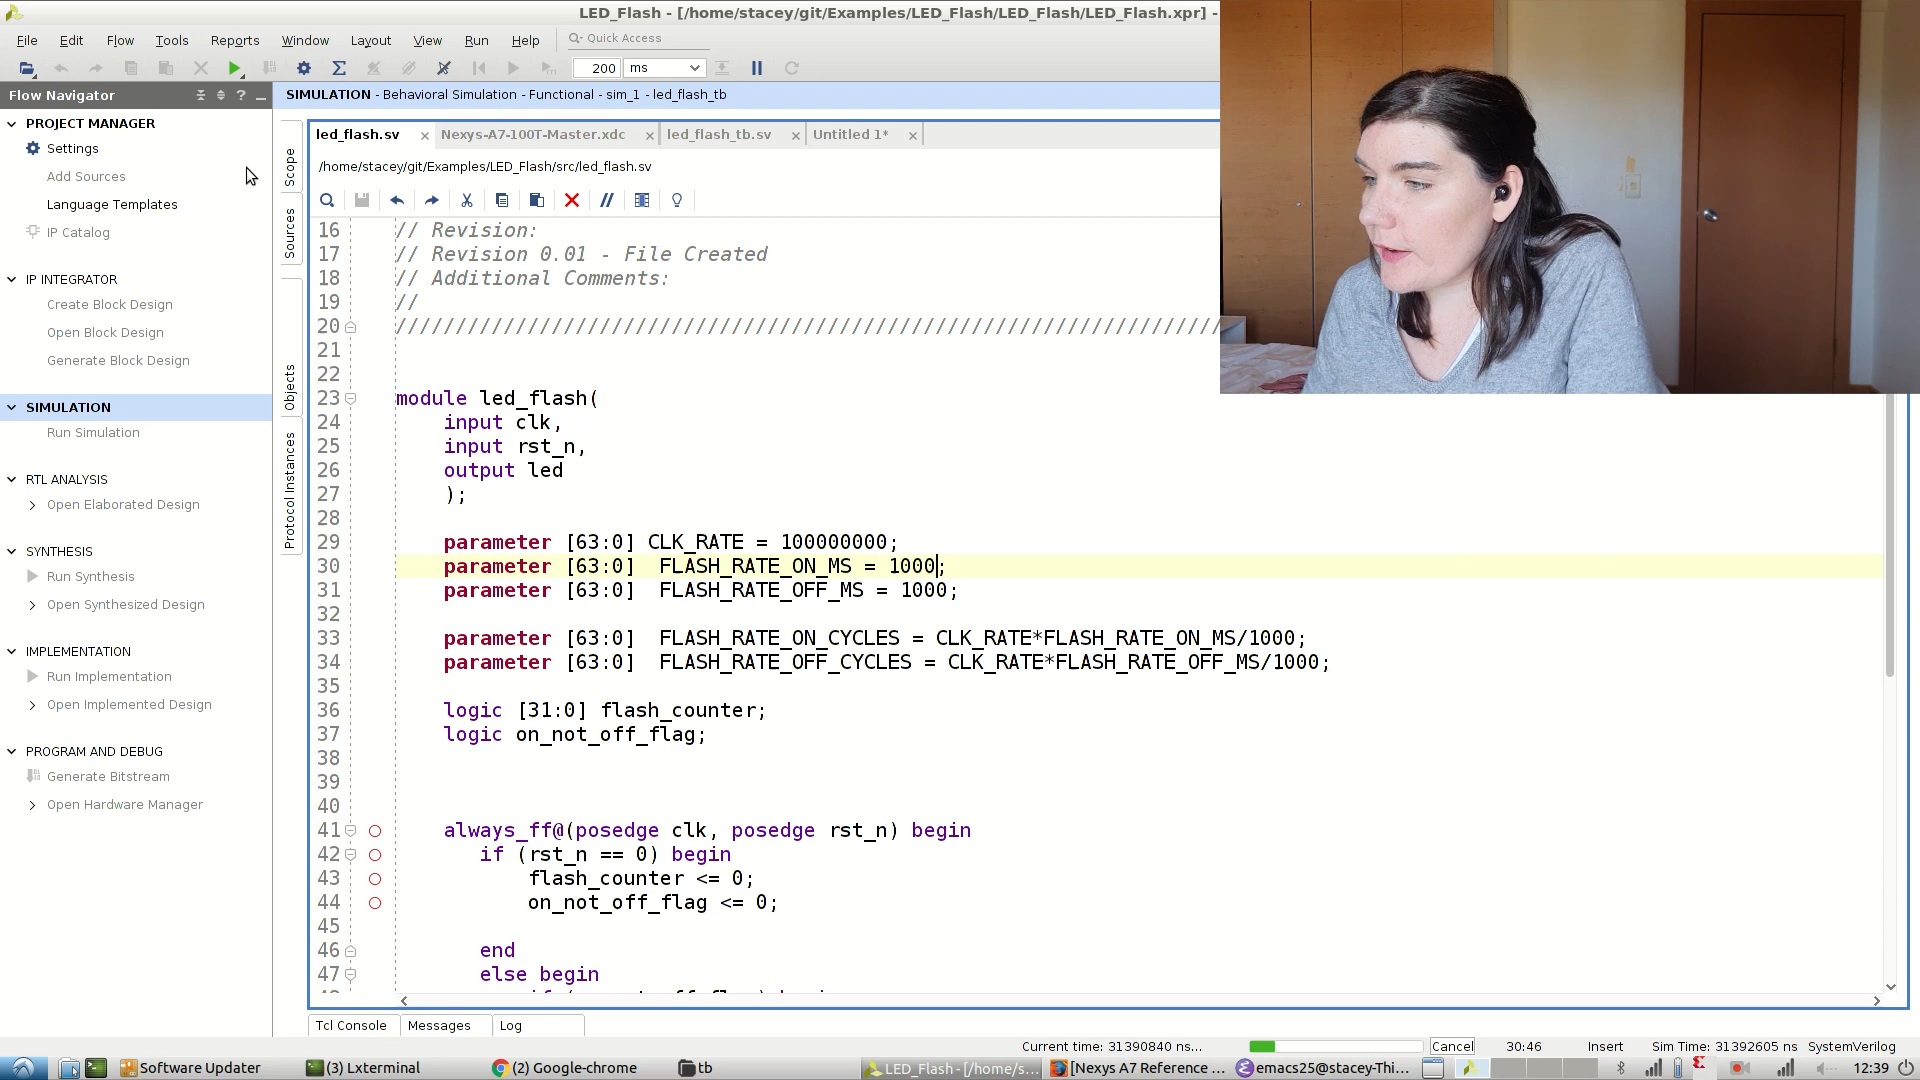 LED_Flash - [/home/stacey/git/Examples/LED_Flash/LED_Flash/LED_Flash.xpr] -
File Edit Flow Tools Reports Window Layout View Run Help Quick Access
200 ms
Flow Navigator
SIMULATION - Behavioral Simulation - Functional - sim_1 - led_flash_tb
PROJECT MANAGER
Settings
Add Sources
Language Templates
IP Catalog
IP INTEGRATOR
Create Block Design
Open Block Design
Generate Block Design
SIMULATION
Run Simulation
RTL ANALYSIS
Open Elaborated Design
SYNTHESIS
Run Synthesis
Open Synthesized Design
IMPLEMENTATION
Run Implementation
Open Implemented Design
PROGRAM AND DEBUG
Generate Bitstream
Open Hardware Manager
Scope
Sources
Objects
Protocol Instances
led_flash.sv Nexys-A7-100T-Master.xdc led_flash_tb.sv Untitled 1*
/home/stacey/git/Examples/LED_Flash/src/led_flash.sv
16 // Revision:
17 // Revision 0.01 - File Created
18 // Additional Comments:
19 //
20 /////////////////////////////////////////////////////////////////////
21
22
23 module led_flash(
24 input clk,
25 input rst_n,
26 output led
27 );
28
29 parameter [63:0] CLK_RATE = 100000000;
30 parameter [63:0] FLASH_RATE_ON_MS = 1000;
31 parameter [63:0] FLASH_RATE_OFF_MS = 1000;
32
33 parameter [63:0] FLASH_RATE_ON_CYCLES = CLK_RATE*FLASH_RATE_ON_MS/1000;
34 parameter [63:0] FLASH_RATE_OFF_CYCLES = CLK_RATE*FLASH_RATE_OFF_MS/1000;
35
36 logic [31:0] flash_counter;
37 logic on_not_off_flag;
38
39
40
41 always_ff@(posedge clk, posedge rst_n) begin
42 if (rst_n == 0) begin
43 flash_counter <= 0;
44 on_not_off_flag <= 0;
45
46 end
47 else begin
Tcl Console Messages Log
Current time: 31390840 ns... Cancel 30:46 Insert Sim Time: 31392605 ns SystemVerilog
Software Updater (3) Lxterminal (2) Google-chrome tb LED_Flash - [/home/s... [Nexys A7 Reference ... emacs25@stacey-Thi... 12:39